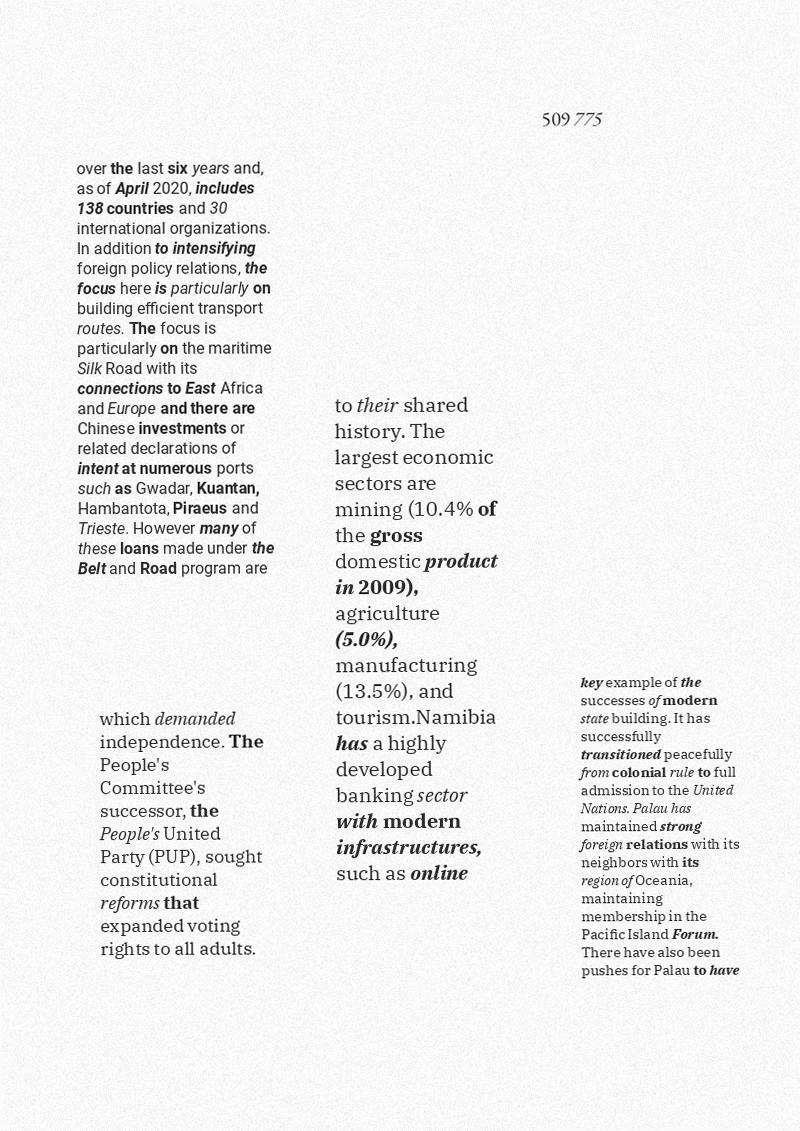 509 775
over the last six years and,
as of April 2020, includes
138 countries and 30
international organizations.
In addition to intensifying
foreign policy relations, the
focus here is particularly on
building efficient transport
routes. The focus is
particularly on the maritime
Silk Road with its
connections to East Africa
and Europe and there are
Chinese investments or
related declarations of
intent at numerous ports
such as Gwadar, Kuantan,
Hambantota, Piraeus and
Trieste. However many of
these loans made under the
Belt and Road program are
which demanded
independence. The
People's
Committee's
successor, the
People's United
Party (PUP), sought
constitutional
reforms that
expanded voting
rights to all adults.
to their shared
history. The
largest economic
sectors are
mining (10.4% of
the gross
domestic product
in 2009),
agriculture
(5.0%),
manufacturing
(13.5%), and
tourism.Namibia
has a highly
developed
banking sector
with modern
infrastructures,
such as online
key example of the
successes of modern
state building. It has
successfully
transitioned peacefully
from colonial rule to full
admission to the United
Nations. Palau has
maintained strong
foreign relations with its
neighbors with its
region of Oceania,
maintaining
membership in the
Pacific Island Forum.
There have also been
pushes for Palau to have